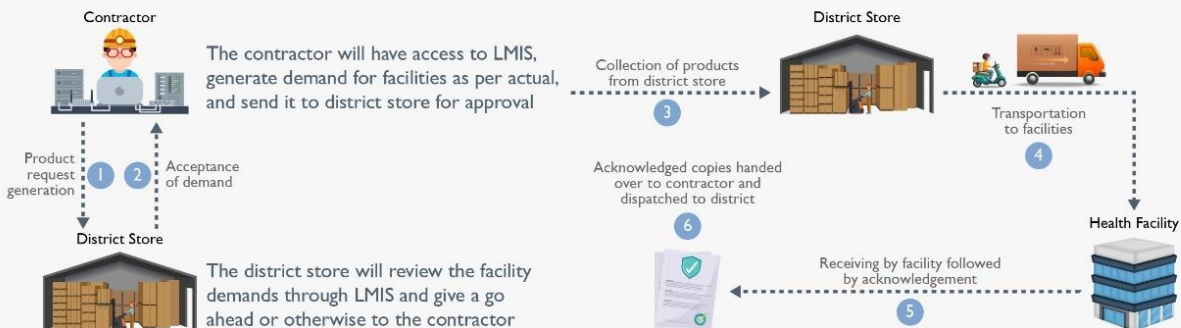 Contractor
The contractor will have access to LMIS,
generate demand for facilities as per actual,
and send it to district store for approval
Product
request
generation
1
2
Acceptance
of demand
District Store
The district store will review the facility
demands through LMIS and give a go
ahead or otherwise to the contractor
Collection of products
from district store
3
District Store
Transportation
to facilities
4
Health Facility
Receiving by facility followed
by acknowledgement
5
Acknowledged copies handed
over to contractor and
dispatched to district
6